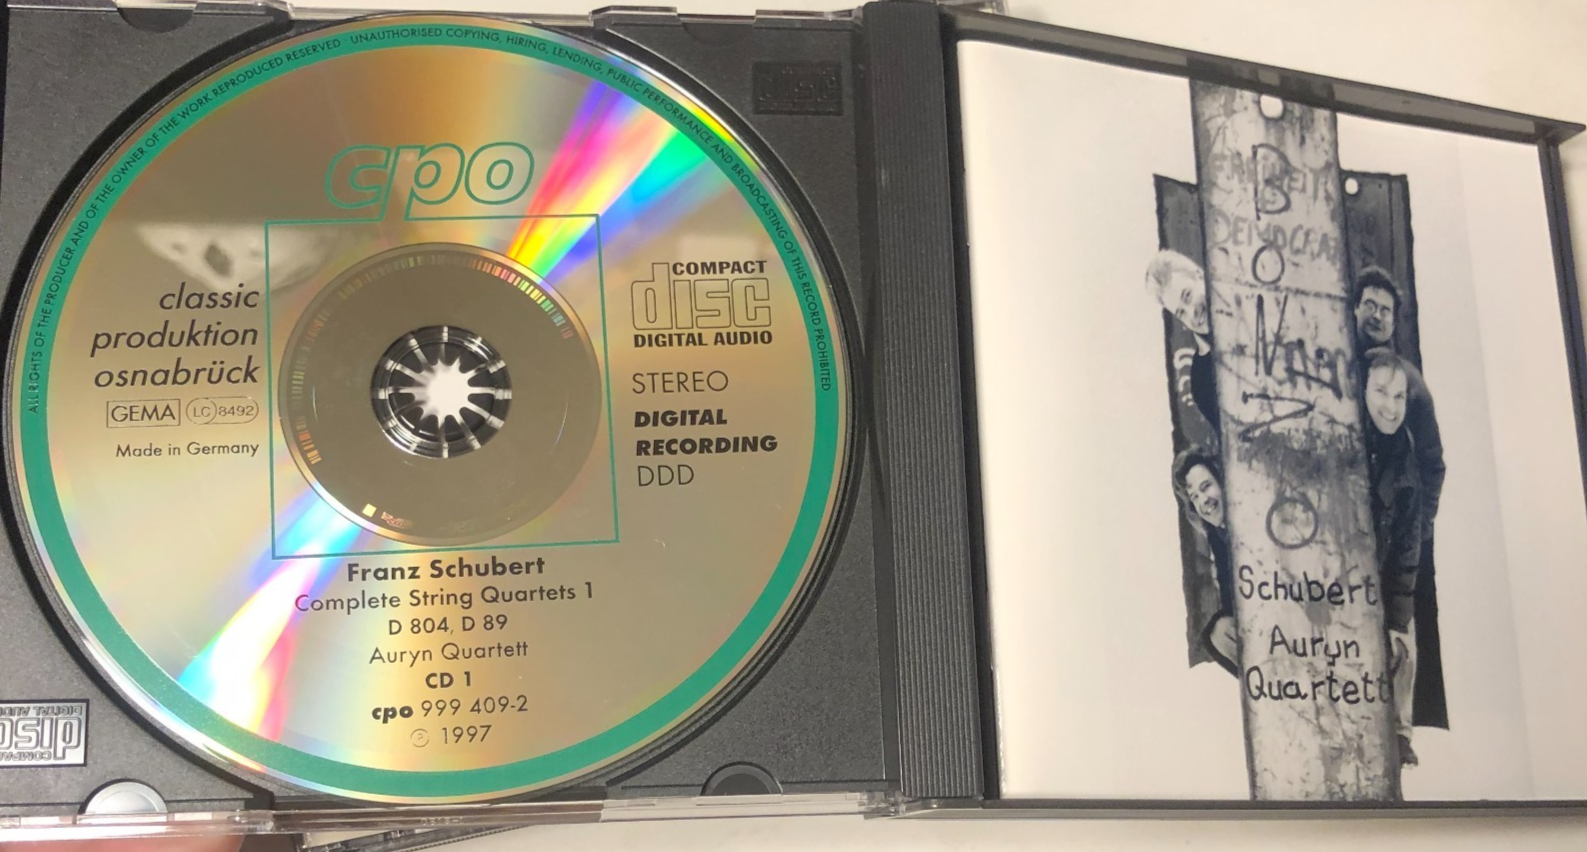 ALL RIGHTS OF THE PRODUCER AND OF THE OWNER OF THE WORK REPRODUCED RESERVED · UNAUTHORISED COPYING, HIRING, LENDING, PUBLIC PERFORMANCE AND BROADCASTING OF THIS RECORD PROHIBITED
cpo
classic
produktion
osnabrück
GEMA LC 8492
Made in Germany
COMPACT
disc
DIGITAL AUDIO
STEREO
DIGITAL
RECORDING
DDD
Franz Schubert
Complete String Quartets 1
D 804, D 89
Auryn Quartett
CD 1
cpo 999 409-2
℗ 1997
disc
DEMOCRA
Schubert
Auryn
Quartett